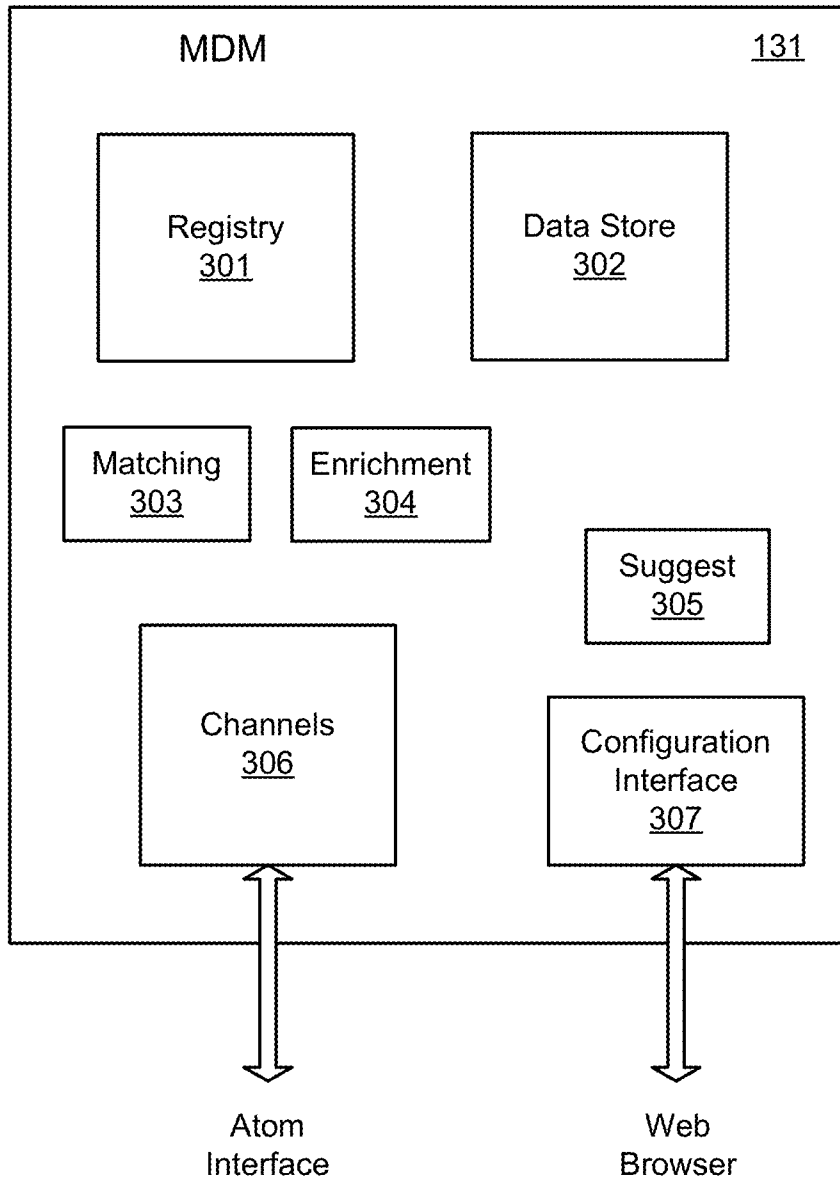 MDM
131
Registry
301
Data Store
302
Matching
303
Enrichment
304
Suggest
305
Channels
306
Configuration
Interface
307
Atom
Interface
Web
Browser